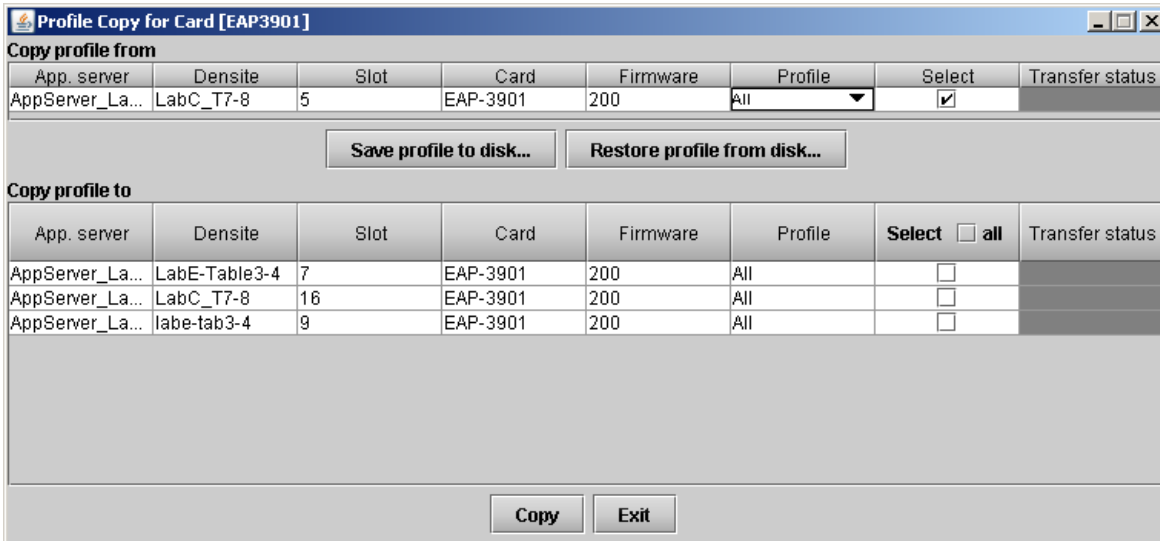 Profile Copy for Card [EAP3901]
Copy profile from
App. server Densite Slot Card Firmware Profile Select Transfer status
AppServer_La... LabC_T7-8 5 EAP-3901 200 All
Save profile to disk... Restore profile from disk...
Copy profile to
App. server Densite Slot Card Firmware Profile Select all Transfer status
AppServer_La... LabE-Table3-4 7 EAP-3901 200 All
AppServer_La... LabC_T7-8 16 EAP-3901 200 All
AppServer_La... labe-tab3-4 9 EAP-3901 200 All
Copy Exit